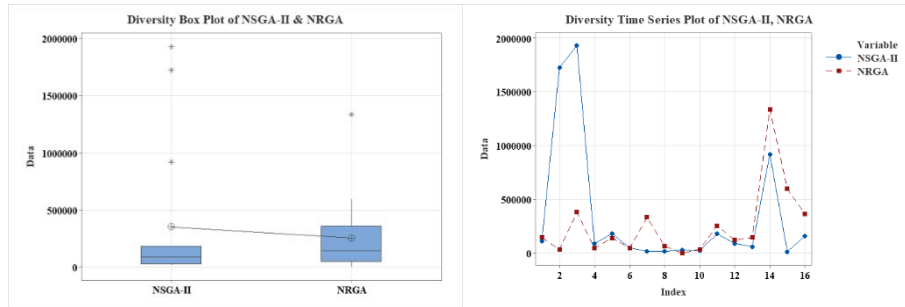 Diversity Box Plot of NSGA-II & NRGA
2000000
1500000
1000000
500000
0
Data
NSGA-II
NRGA
Diversity Time Series Plot of NSGA-II, NRGA
2000000
1500000
1000000
500000
0
Data
2 4 6 8 10 12 14 16
Index
Variable
NSGA-II
NRGA